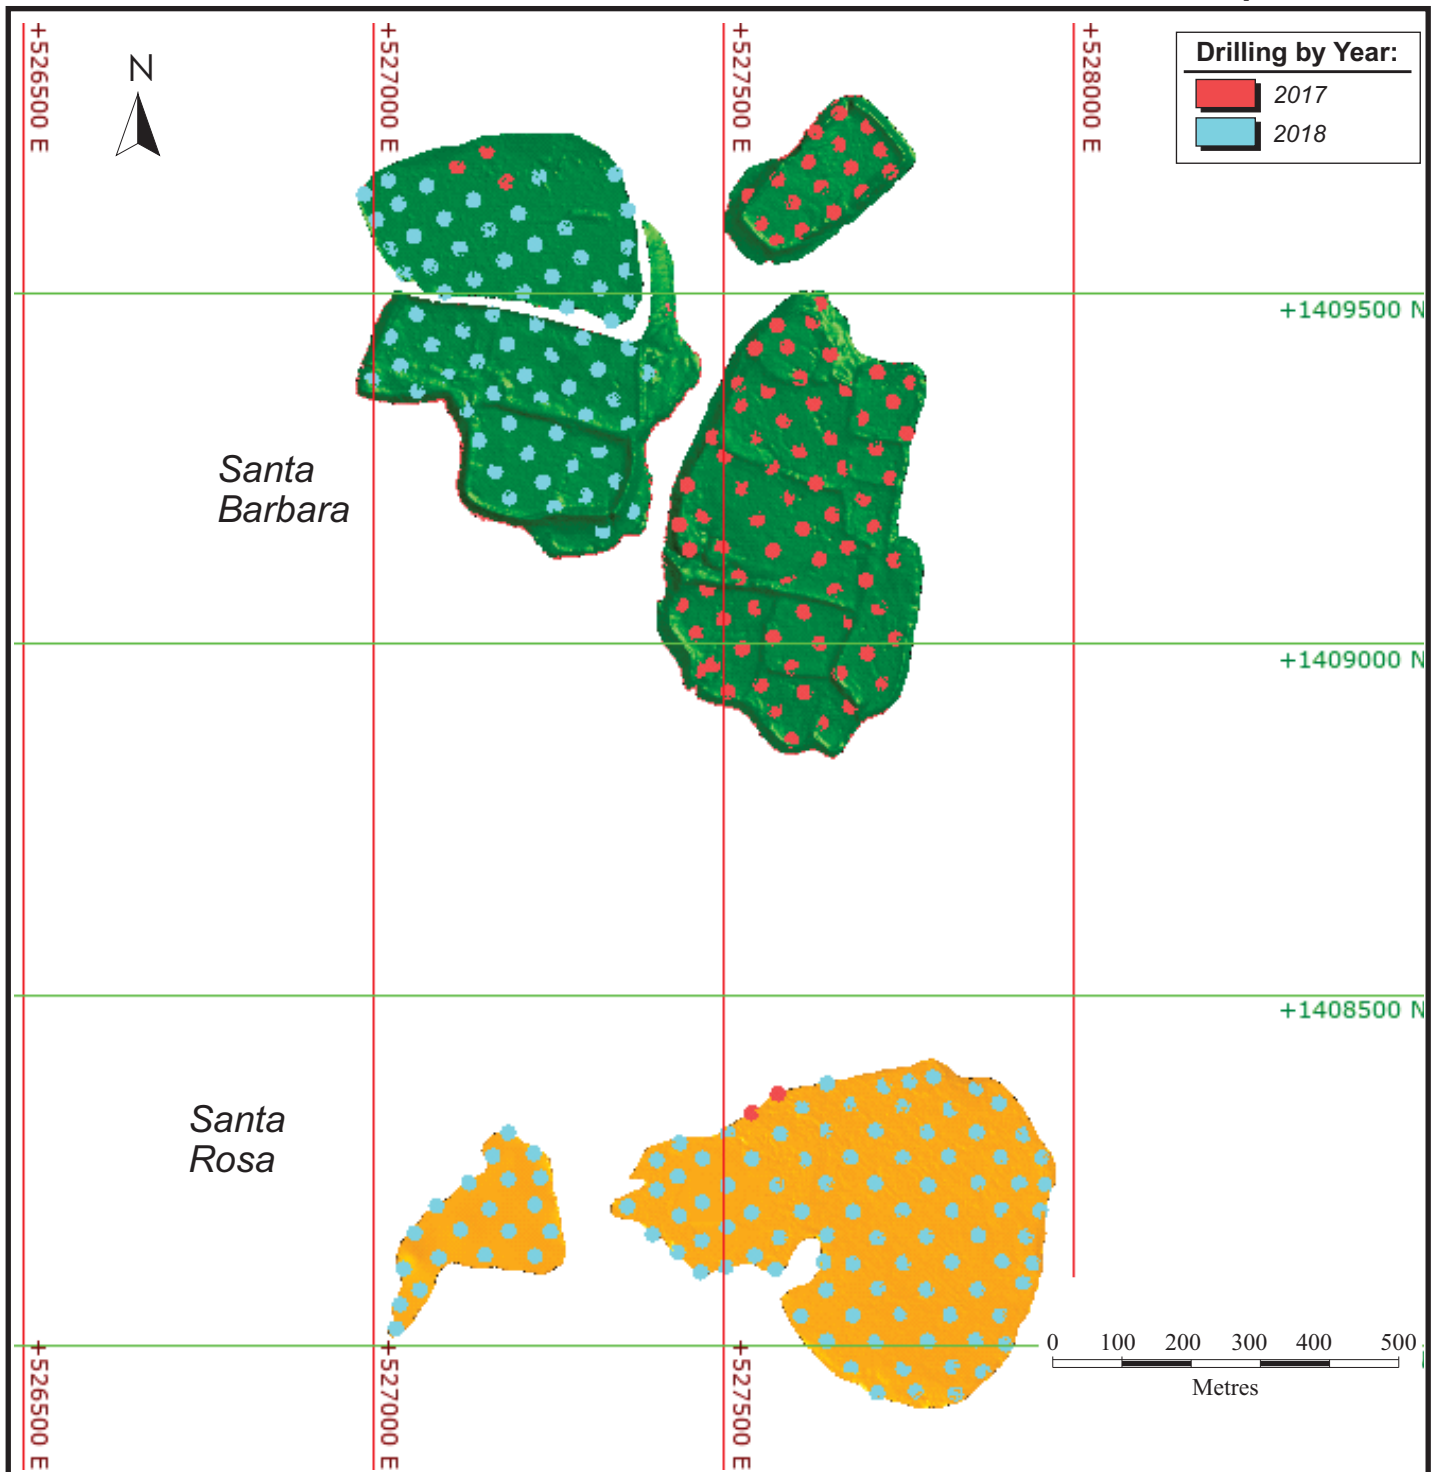 +526500 E
+527000 E
+527500 E
+528000 E
N
Drilling by Year:
2017
2018
+1409500 N
Santa
Barbara
+1409000 N
+1408500 N
Santa
Rosa
0 100 200 300 400 500
Metres
+526500 E
+527000 E
+527500 E